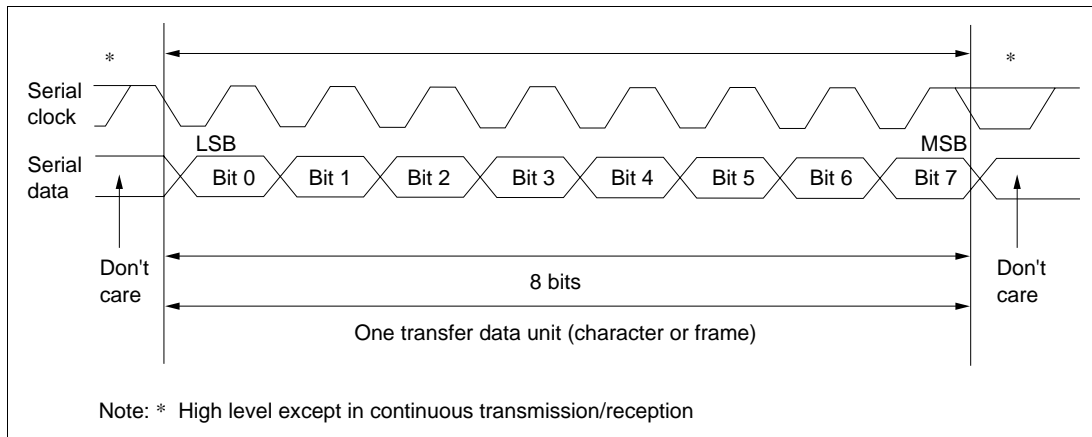 *
*
Serial
clock
LSB
MSB
Serial
data
Bit 0 Bit 1 Bit 2 Bit 3 Bit 4 Bit 5 Bit 6 Bit 7
Don't
care
Don't
care
8 bits
One transfer data unit (character or frame)
Note: * High level except in continuous transmission/reception